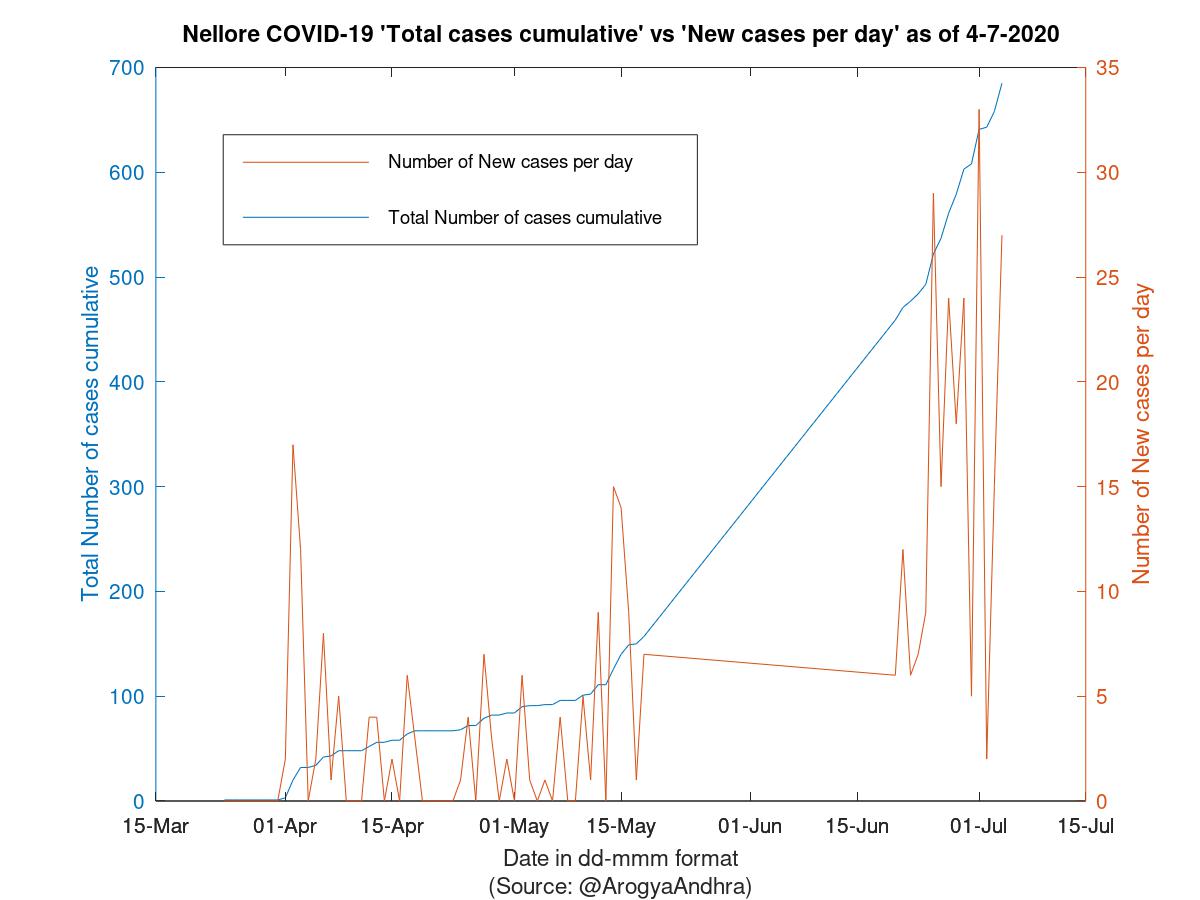 Nellore COVID-19 'Total cases cumulative' vs 'New cases per day' as of 4-7-2020
700
600
500
400
300
200
100
0
Total Number of cases cumulative
Number of New cases per day
Total Number of cases cumulative
35
30
25
20
15
10
5
0
Number of New cases per day
15-Mar 01-Apr 15-Apr 01-May 15-May 01-Jun 15-Jun 01-Jul 15-Jul
Date in dd-mmm format
(Source: @ArogyaAndhra)